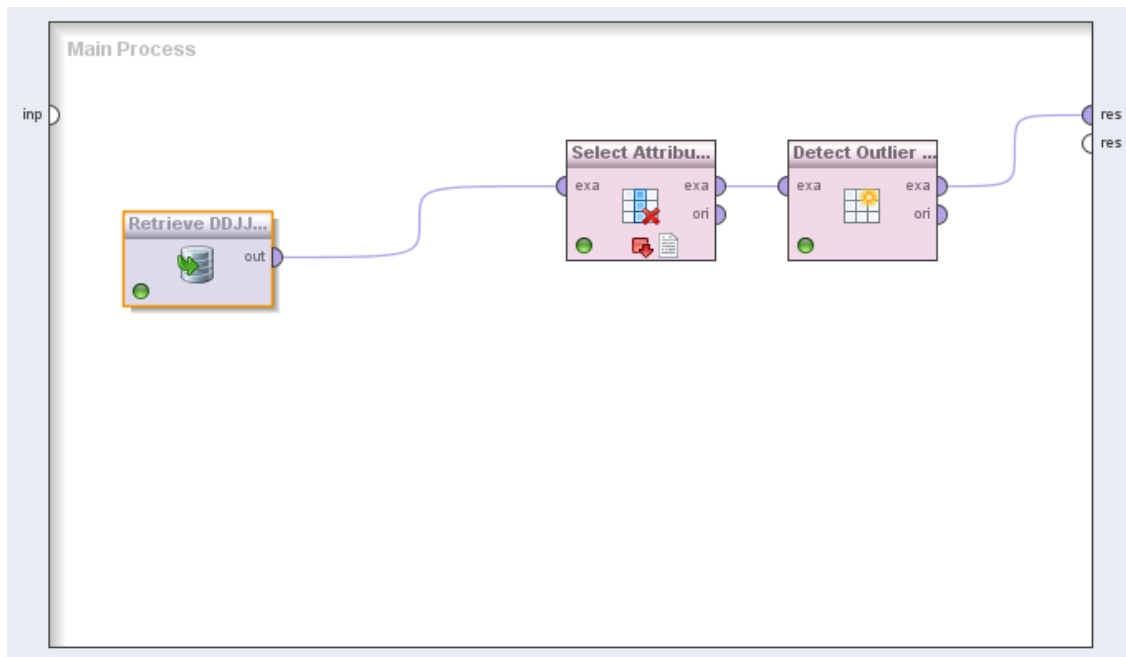 Main Process
inp
res
res
Select Attribu...
exa
exa
ori
Detect Outlier ...
exa
exa
ori
Retrieve DDJJ...
out